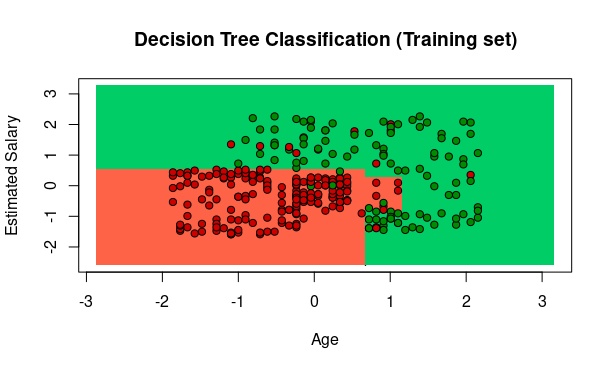 Decision Tree Classification (Training set)
Estimated Salary
3
2
1
0
-1
-2
-3 -2 -1 0 1 2 3
Age